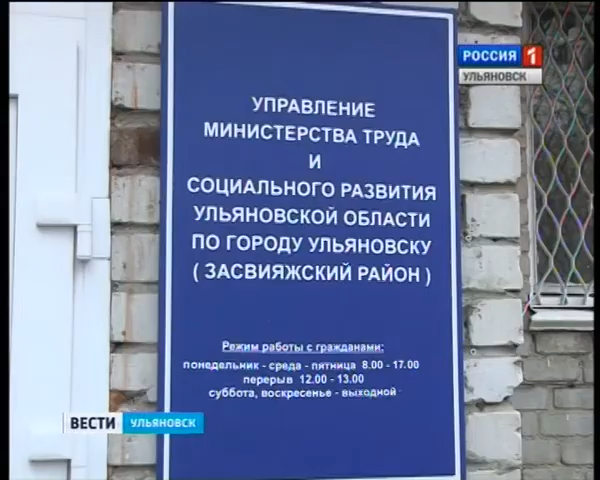 РОССИЯ 1
УЛЬЯНОВСК
УПРАВЛЕНИЕ
МИНИСТЕРСТВА ТРУДА
И
СОЦИАЛЬНОГО РАЗВИТИЯ
УЛЬЯНОВСКОЙ ОБЛАСТИ
ПО ГОРОДУ УЛЬЯНОВСКУ
( ЗАСВИЯЖСКИЙ РАЙОН )
Режим работы с гражданами:
понедельник - среда - пятница 8.00 - 17.00
перерыв 12.00 - 13.00
суббота, воскресенье - выходной
ВЕСТИ УЛЬЯНОВСК